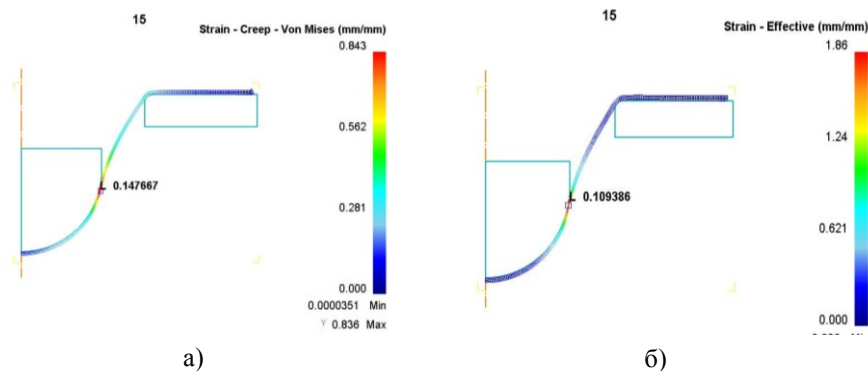 15
Strain - Creep - Von Mises (mm/mm)
0.843
0.562
0.281
0.000
0.147667
0.0000351 Min
Y 0.836 Max
а)
15
Strain - Effective (mm/mm)
1.86
1.24
0.621
0.000
0.109386
б)